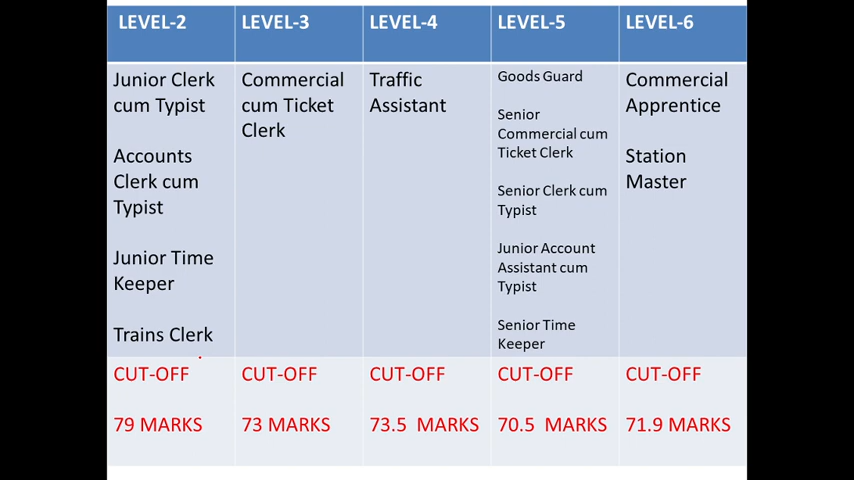 LEVEL-2
LEVEL-3
LEVEL-4
LEVEL-5
LEVEL-6
Junior Clerk
cum Typist
Accounts
Clerk cum
Typist
Junior Time
Keeper
Trains Clerk
Commercial
cum Ticket
Clerk
Traffic
Assistant
Goods Guard
Senior
Commercial cum
Ticket Clerk
Senior Clerk cum
Typist
Junior Account
Assistant cum
Typist
Senior Time
Keeper
Commercial
Apprentice
Station
Master
CUT-OFF
79 MARKS
CUT-OFF
73 MARKS
CUT-OFF
73.5 MARKS
CUT-OFF
70.5 MARKS
CUT-OFF
71.9 MARKS